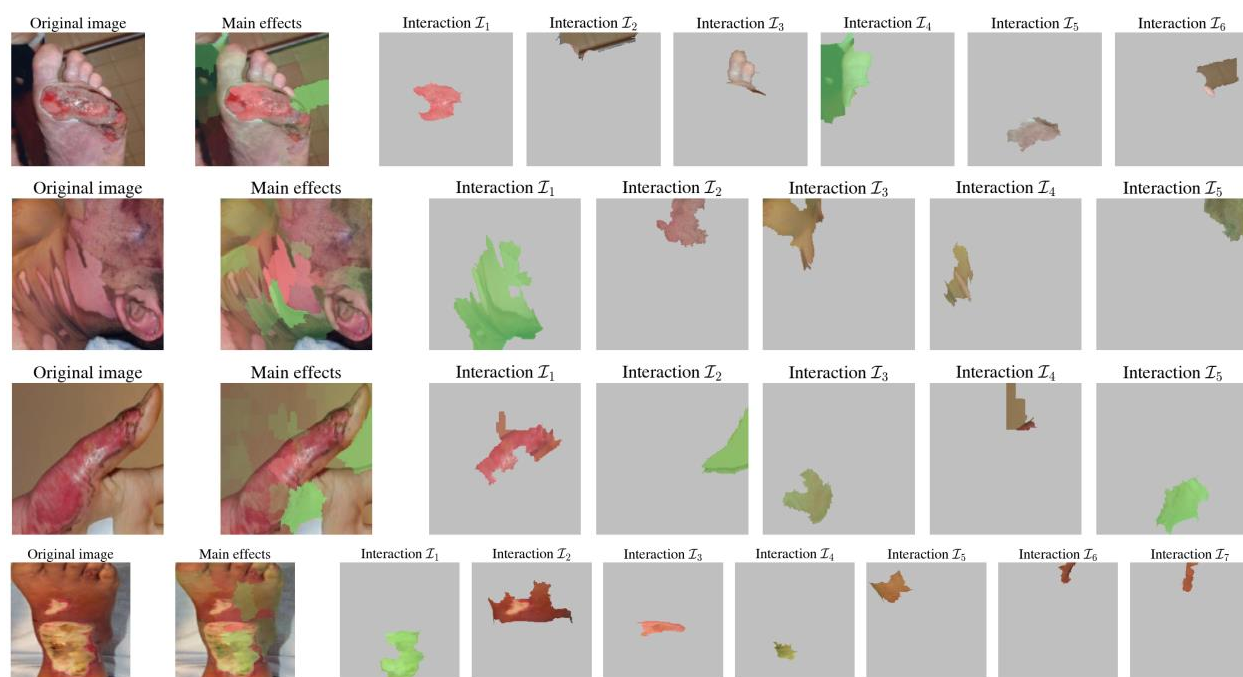 Original image Main effects Interaction 𝓘₁ Interaction 𝓘₂ Interaction 𝓘₃ Interaction 𝓘₄ Interaction 𝓘₅ Interaction 𝓘₆
Original image Main effects Interaction 𝓘₁ Interaction 𝓘₂ Interaction 𝓘₃ Interaction 𝓘₄ Interaction 𝓘₅
Original image Main effects Interaction 𝓘₁ Interaction 𝓘₂ Interaction 𝓘₃ Interaction 𝓘₄ Interaction 𝓘₅
Original image Main effects Interaction 𝓘₁ Interaction 𝓘₂ Interaction 𝓘₃ Interaction 𝓘₄ Interaction 𝓘₅ Interaction 𝓘₆ Interaction 𝓘₇